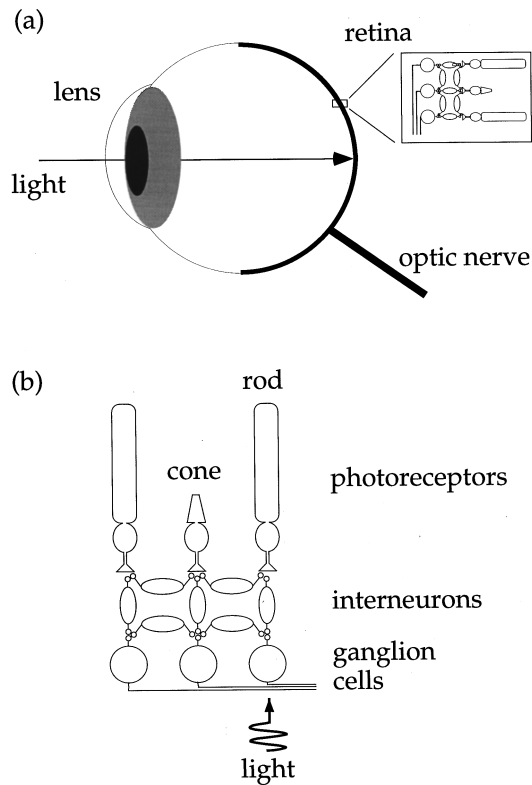 (a)
retina
lens
light
optic nerve
(b)
rod
cone
photoreceptors
interneurons
ganglion
cells
light